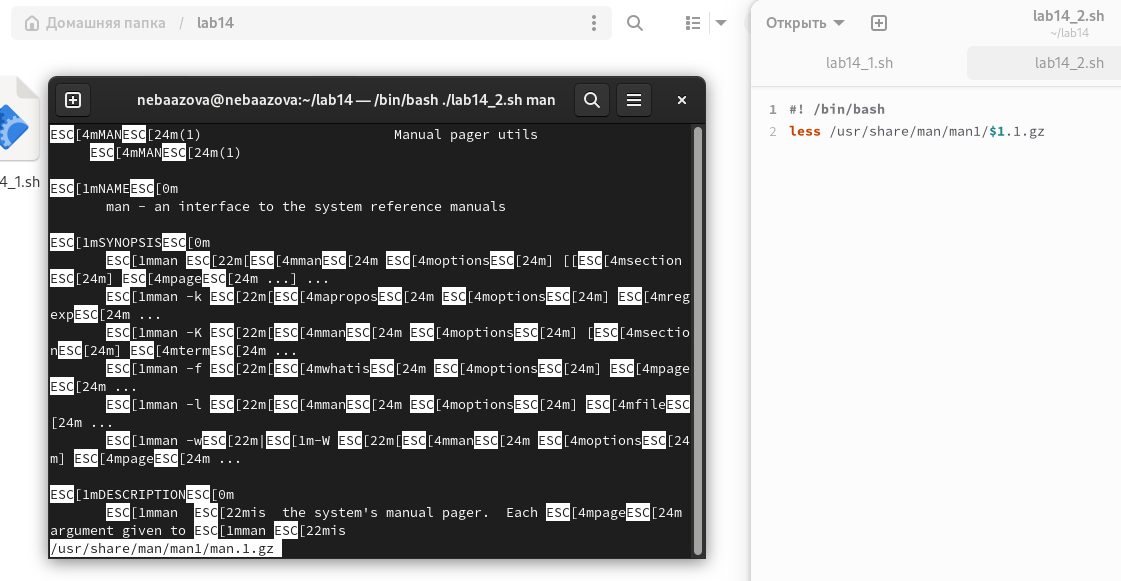 Домашняя папка / lab14
Открыть
lab14_2.sh
~/lab14
lab14_1.sh
lab14_2.sh
4_1.sh
nebaazova@nebaazova:~/lab14 — /bin/bash ./lab14_2.sh man
ESC[4mMANESC[24m(1) Manual pager utils
ESC[4mMANESC[24m(1)
ESC[1mNAMEESC[0m
man - an interface to the system reference manuals
ESC[1mSYNOPSISESC[0m
ESC[1mman ESC[22m[ESC[4mmanESC[24m ESC[4moptionsESC[24m] [[ESC[4msection
ESC[24m] ESC[4mpageESC[24m ...] ...
ESC[1mman -k ESC[22m[ESC[4maproposESC[24m ESC[4moptionsESC[24m] ESC[4mreg
expESC[24m ...
ESC[1mman -K ESC[22m[ESC[4mmanESC[24m ESC[4moptionsESC[24m] [ESC[4msectio
nESC[24m] ESC[4mtermESC[24m ...
ESC[1mman -f ESC[22m[ESC[4mwhatisESC[24m ESC[4moptionsESC[24m] ESC[4mpage
ESC[24m ...
ESC[1mman -l ESC[22m[ESC[4mmanESC[24m ESC[4moptionsESC[24m] ESC[4mfileESC
[24m ...
ESC[1mman -wESC[22m|ESC[1m-W ESC[22m[ESC[4mmanESC[24m ESC[4moptionsESC[24
m] ESC[4mpageESC[24m ...
ESC[1mDESCRIPTIONESC[0m
ESC[1mman  ESC[22mis  the system's manual pager.  Each ESC[4mpageESC[24m
argument given to ESC[1mman ESC[22mis
/usr/share/man/man1/man.1.gz
1 #! /bin/bash
2 less /usr/share/man/man1/$1.1.gz